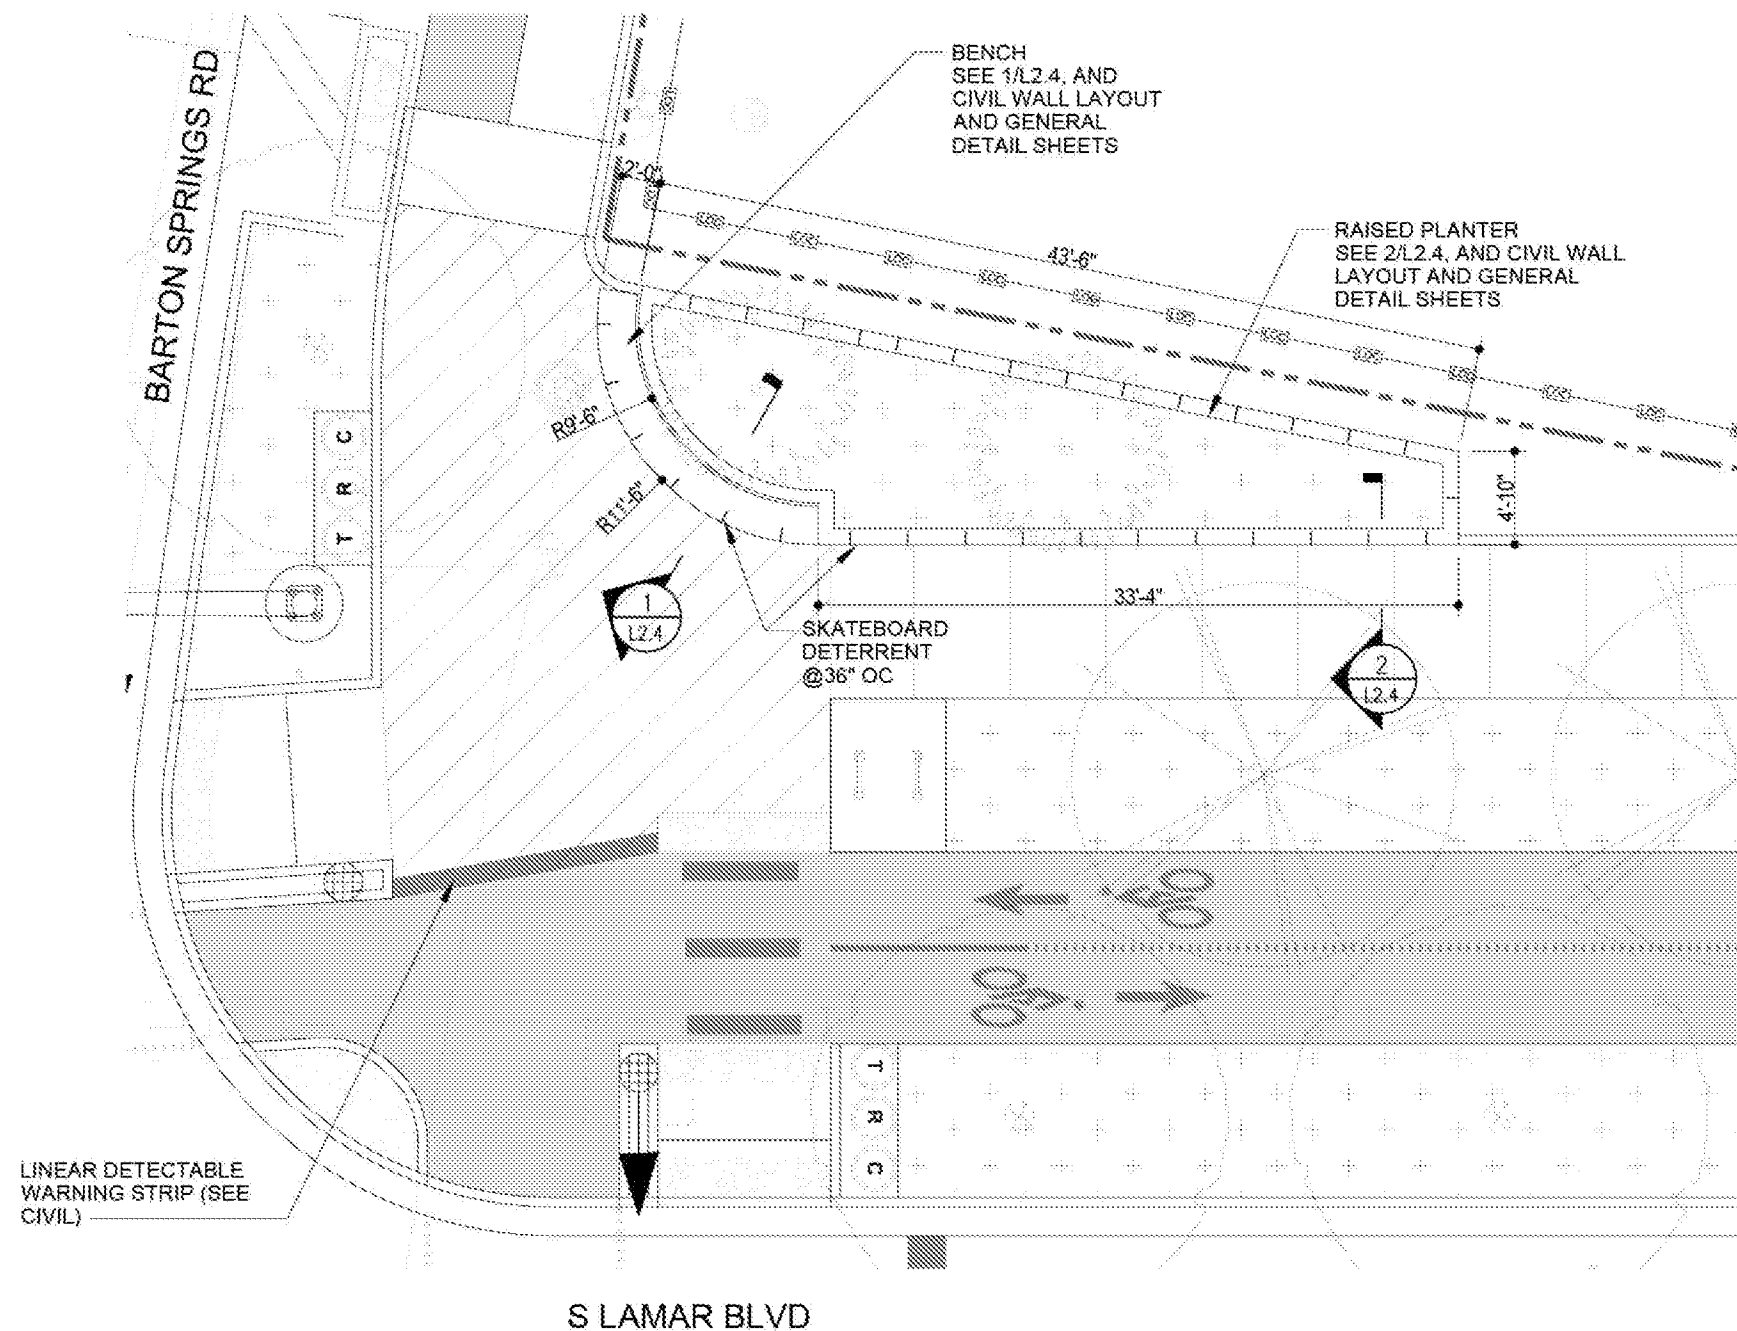 BENCH
SEE 1/L2.4, AND
CIVIL WALL LAYOUT
AND GENERAL
DETAIL SHEETS
BARTON SPRINGS RD
2'-0"
43'-6"
RAISED PLANTER
SEE 2/L2.4, AND CIVIL WALL
LAYOUT AND GENERAL
DETAIL SHEETS
R9'-6"
R11'-6"
4'-10"
T R C
1
L2.4
33'-4"
SKATEBOARD
DETERRENT
@36" OC
2
L2.4
T R C
LINEAR DETECTABLE
WARNING STRIP (SEE
CIVIL)
S LAMAR BLVD